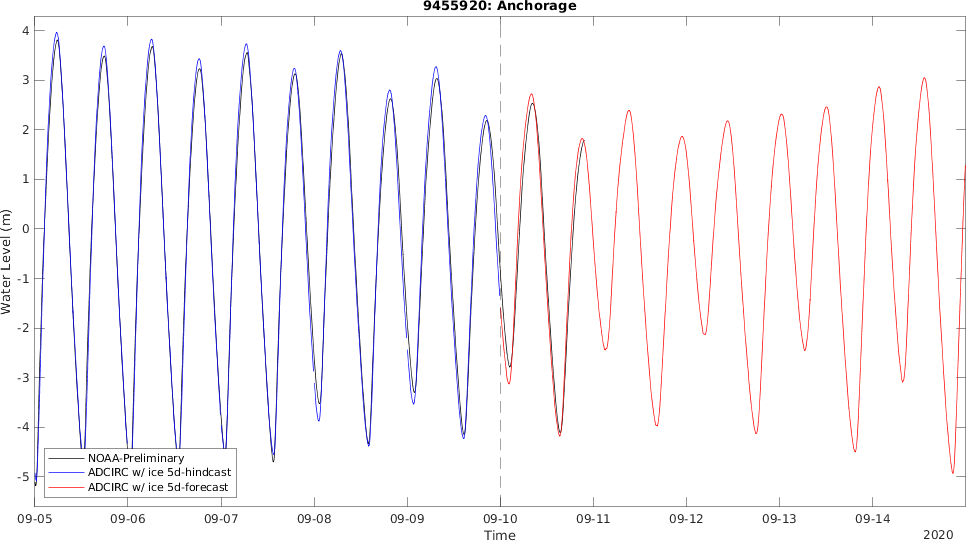 9455920: Anchorage
4
3
2
1
0
-1
-2
-3
-4
-5
Water Level (m)
NOAA-Preliminary
ADCIRC w/ ice 5d-hindcast
ADCIRC w/ ice 5d-forecast
09-05 09-06 09-07 09-08 09-09 09-10 09-11 09-12 09-13 09-14
Time
2020